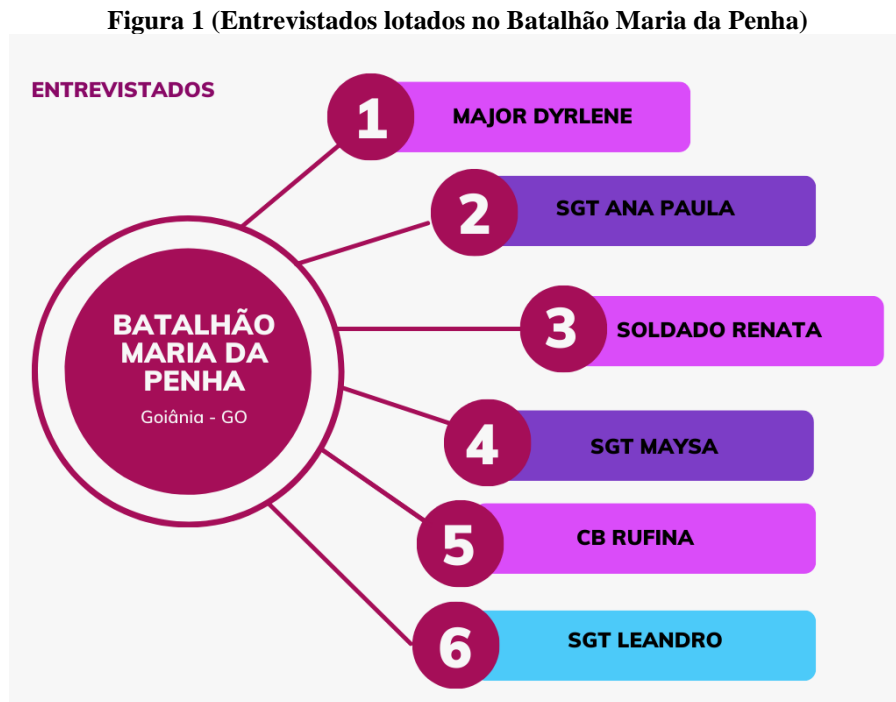 Figura 1 (Entrevistados lotados no Batalhão Maria da Penha)
ENTREVISTADOS
1
MAJOR DYRLENE
2
SGT ANA PAULA
3
SOLDADO RENATA
BATALHÃO
MARIA DA
PENHA
Goiânia - GO
4
SGT MAYSA
5
CB RUFINA
6
SGT LEANDRO